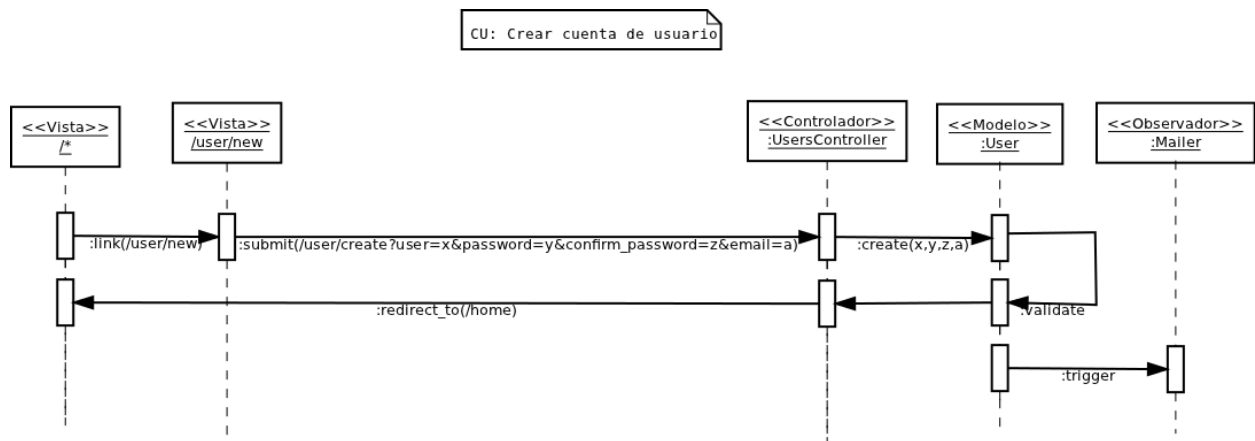 CU: Crear cuenta de usuario
<<Vista>>
/*
<<Vista>>
/user/new
<<Controlador>>
:UsersController
<<Modelo>>
:User
<<Observador>>
:Mailer
:link(/user/new)
:submit(/user/create?user=x&password=y&confirm_password=z&email=a)
:create(x,y,z,a)
:redirect_to(/home)
:validate
:trigger